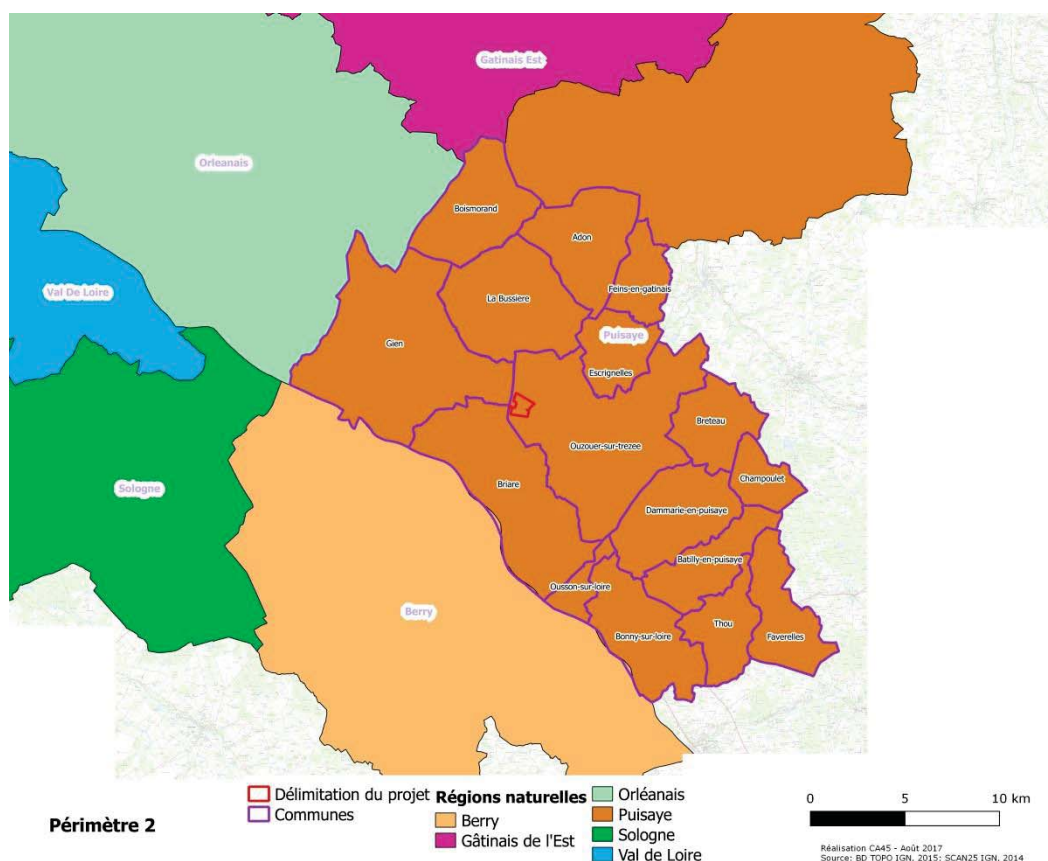 Gatinais Est
Orleanais
Boismorand
Adon
Val De Loire
La Bussiere
Feins-en-gatinais
Puisaye
Gien
Escrignelles
Ouzouer-sur-trezee
Breteau
Champoulet
Sologne
Briare
Dammarie-en-puisaye
Batilly-en-puisaye
Ousson-sur-loire
Berry
Bonny-sur-loire
Thou
Faverelles
Périmètre 2
Délimitation du projet
Communes
Régions naturelles
Berry
Gâtinais de l'Est
Orléanais
Puisaye
Sologne
Val de Loire
0 5 10 km
Réalisation CA45 - Août 2017
Source: BD TOPO IGN, 2015; SCAN25 IGN, 2014